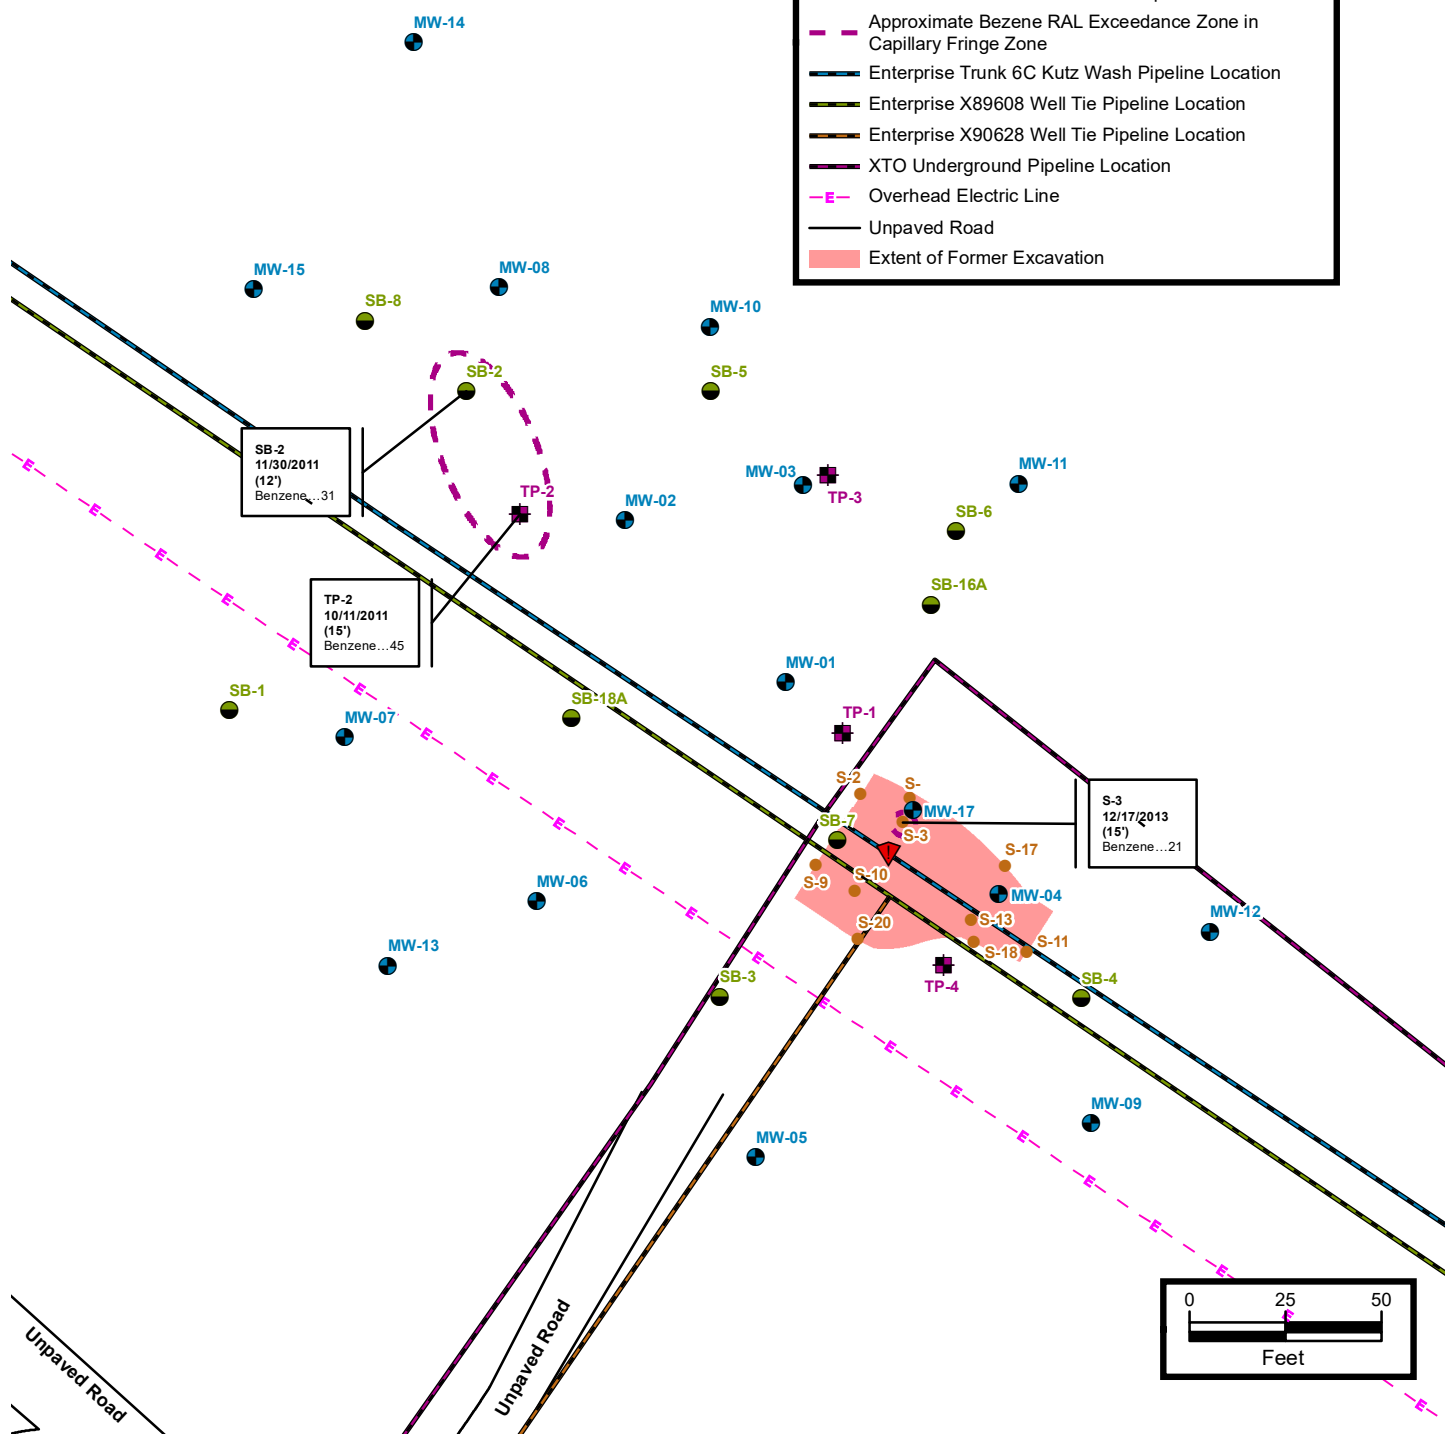 MW-14
Approximate Bezene RAL Exceedance Zone in
Capillary Fringe Zone
Enterprise Trunk 6C Kutz Wash Pipeline Location
Enterprise X89608 Well Tie Pipeline Location
Enterprise X90628 Well Tie Pipeline Location
XTO Underground Pipeline Location
E
Overhead Electric Line
Unpaved Road
Extent of Former Excavation
MW-15
MW-08
SB-8
MW-10
SB-2
SB-5
SB-2
11/30/2011
(12')
Benzene...31
E
MW-03
TP-3
MW-11
TP-2
MW-02
SB-6
E
E
TP-2
10/11/2011
(15')
Benzene...45
E
SB-16A
E
MW-01
SB-1
E
SB-18A
MW-07
TP-1
E
E
S-2
S-
MW-17
S-3
12/17/2013
(15')
Benzene...21
SB-7
S-3
E
S-17
E
S-9
S-10
MW-06
MW-04
E
S-20
S-13
MW-12
MW-13
S-18
S-11
E
SB-3
TP-4
SB-4
E
E
E
MW-09
MW-05
E
E
E
E
0 25 50
E
Feet
Unpaved Road
Unpaved Road
E